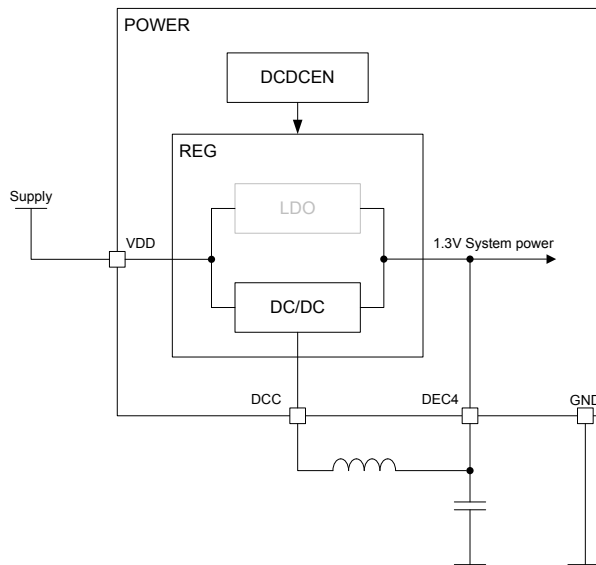 POWER
DCDCEN
REG
LDO
Supply
VDD
1.3V System power
DC/DC
DCC
DEC4
GND